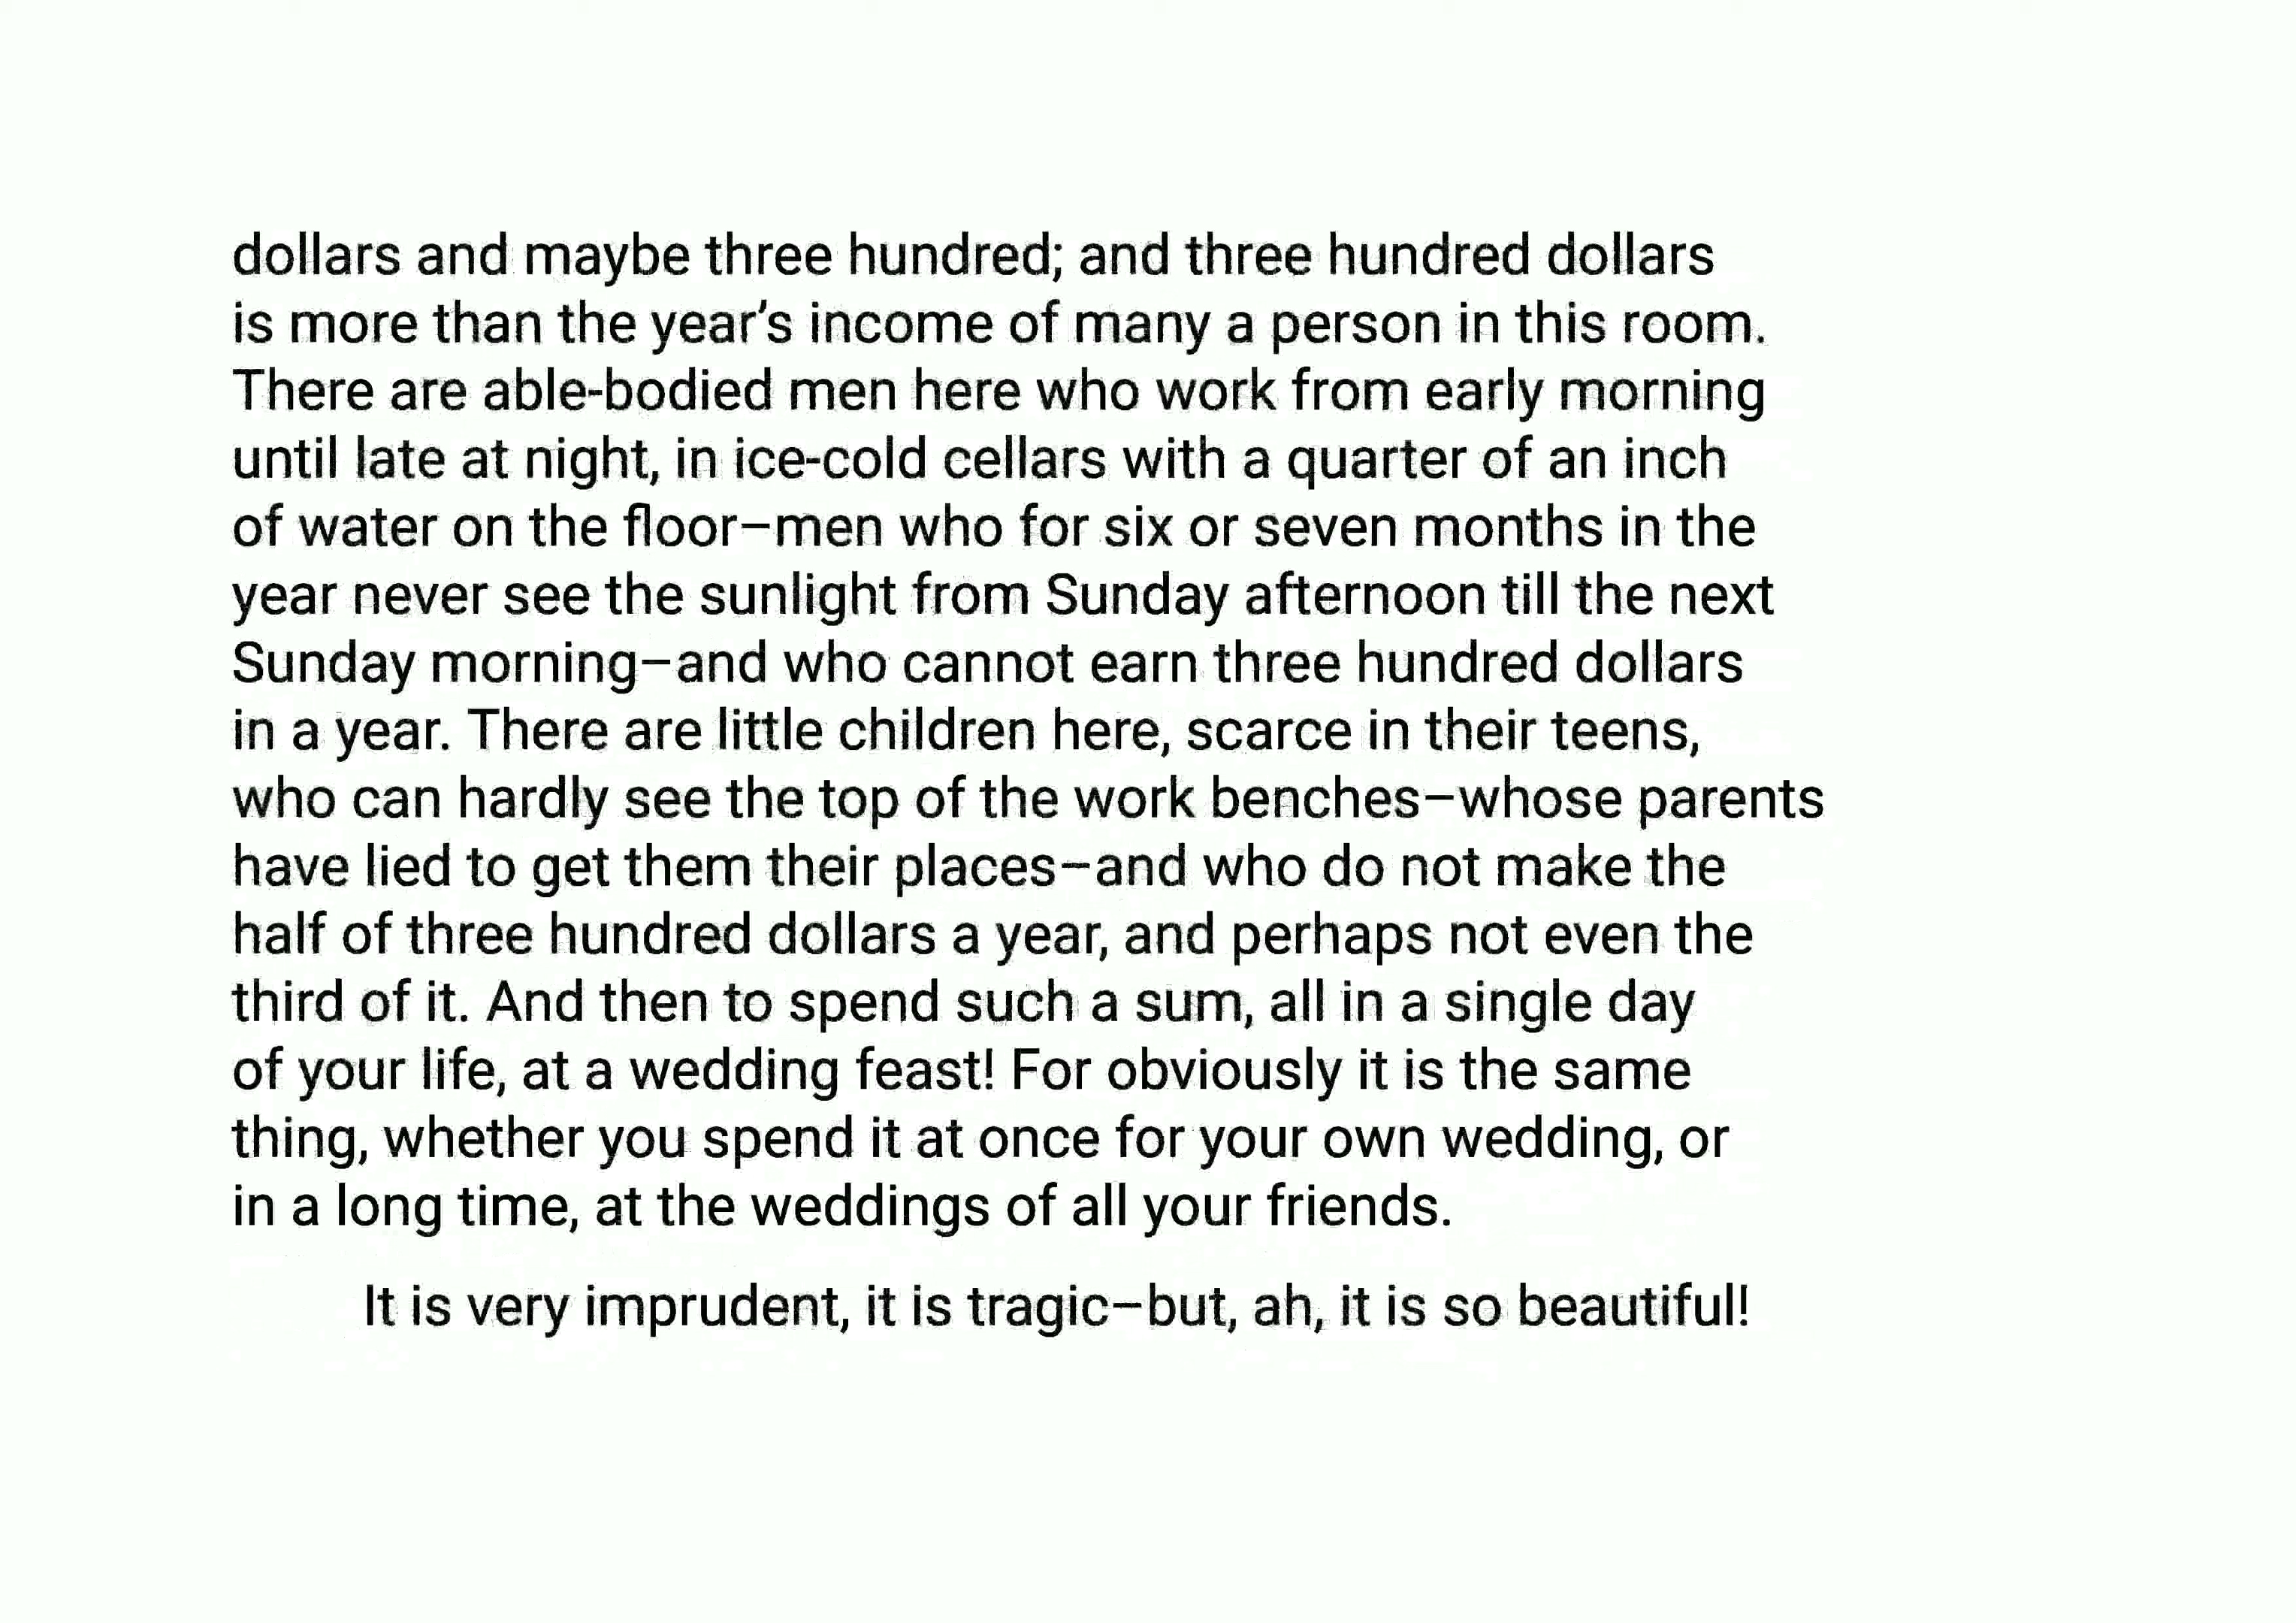 dollars and maybe three hundred; and three hundred dollars
is more than the year's income of many a person in this room.
There are able-bodied men here who work from early morning
until late at night, in ice-cold cellars with a quarter of an inch
of water on the floor—men who for six or seven months in the
year never see the sunlight from Sunday afternoon till the next
Sunday morning—and who cannot earn three hundred dollars
in a year. There are little children here, scarce in their teens,
who can hardly see the top of the work benches—whose parents
have lied to get them their places—and who do not make the
half of three hundred dollars a year, and perhaps not even the
third of it. And then to spend such a sum, all in a single day
of your life, at a wedding feast! For obviously it is the same
thing, whether you spend it at once for your own wedding, or
in a long time, at the weddings of all your friends.
It is very imprudent, it is tragic—but, ah, it is so beautiful!